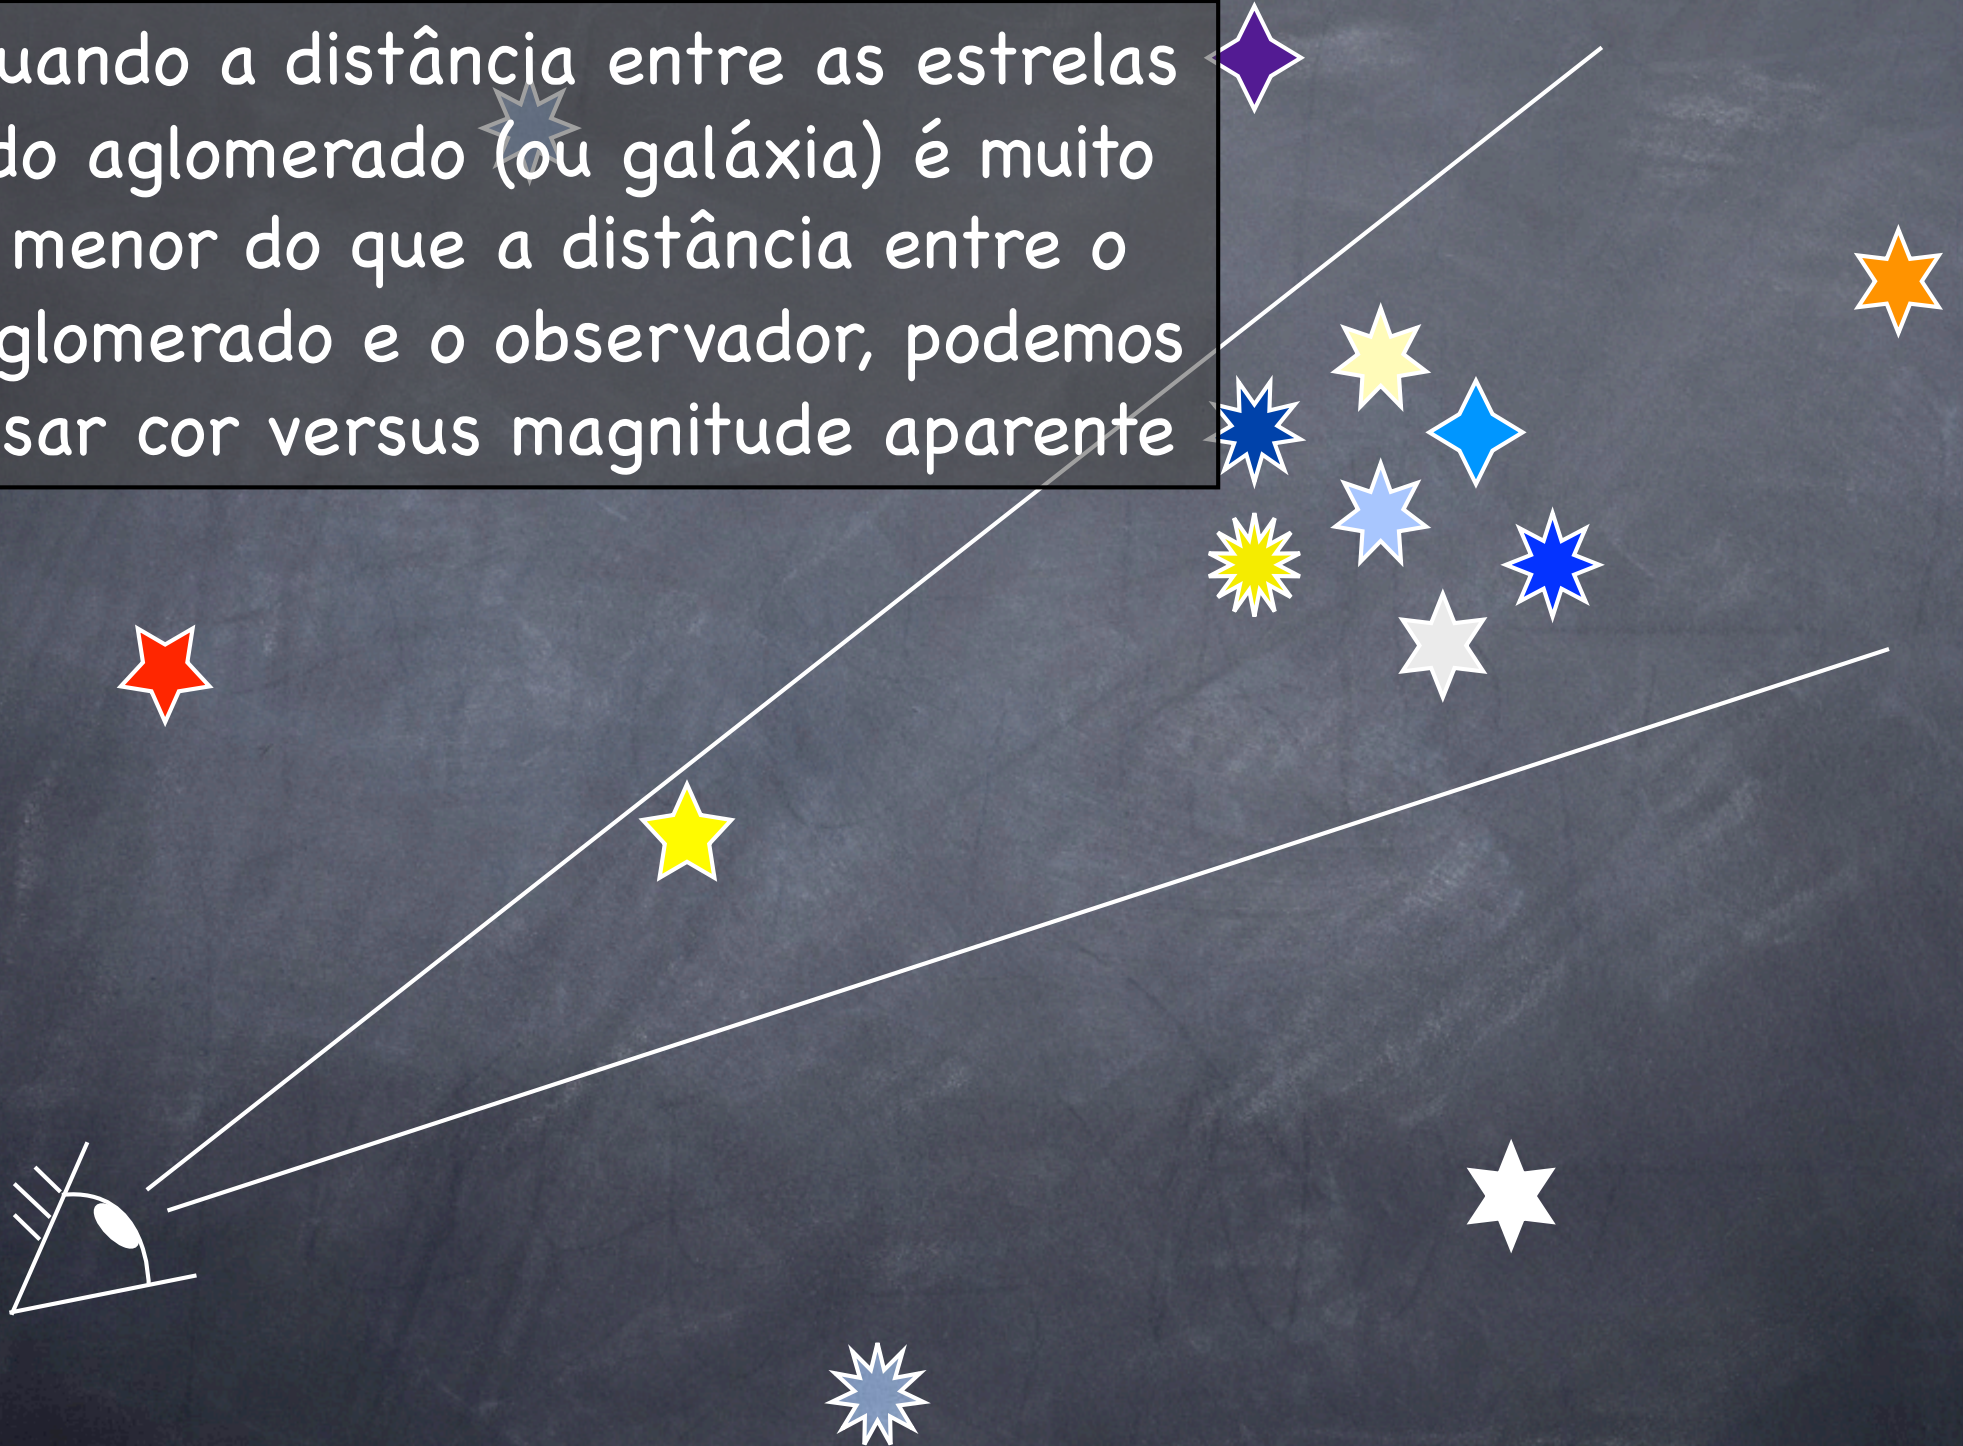 uando a distância entre as estrelas
do aglomerado (ou galáxia) é muito
menor do que a distância entre o
glomerado e o observador, podemos
sar cor versus magnitude aparente